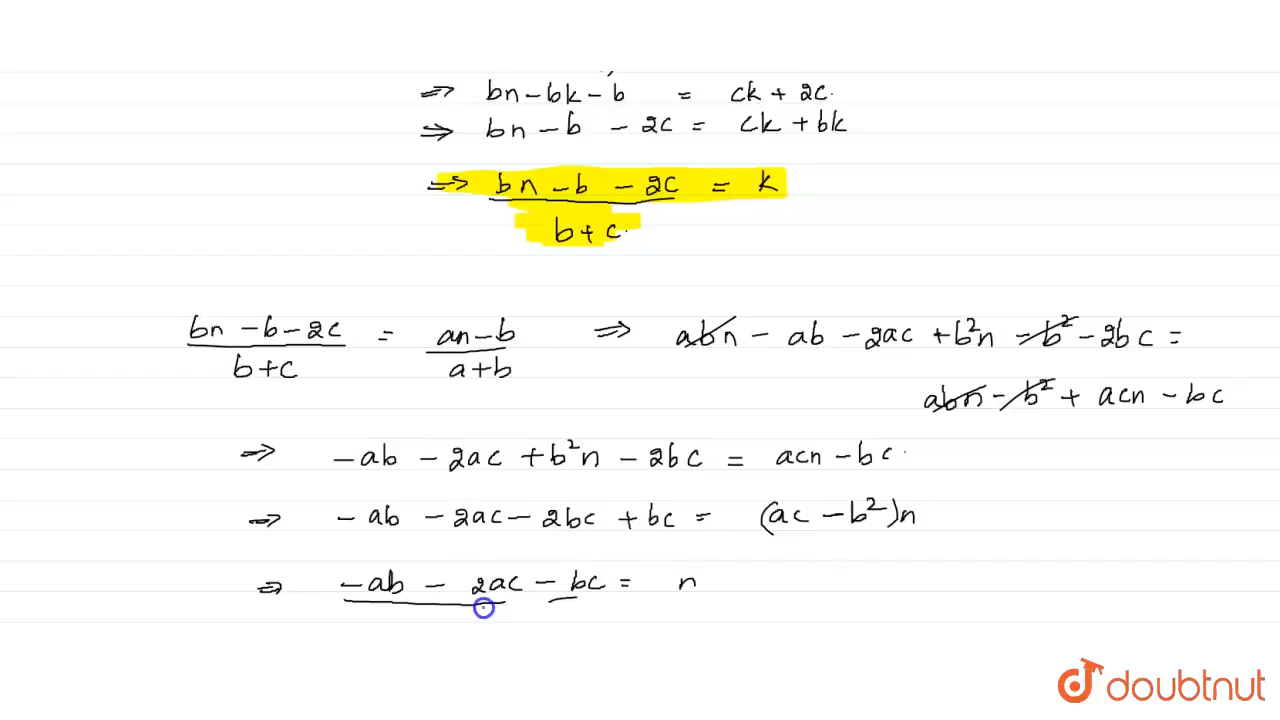 ⇒ bn - bk - b = ck + 2c.
⇒ bn - b - 2c = ck + bk
⇒ bn - b - 2c = k
b + c.
bn - b - 2c = an - b ⇒ abn - ab - 2ac + b²n - b² - 2bc =
b + c a + b
abn - b² + acn - bc
⇒ -ab - 2ac + b²n - 2bc = acn - bc.
⇒ -ab - 2ac - 2bc + bc = (ac - b²)n
⇒ -ab - 2ac - bc = n
doubtnut